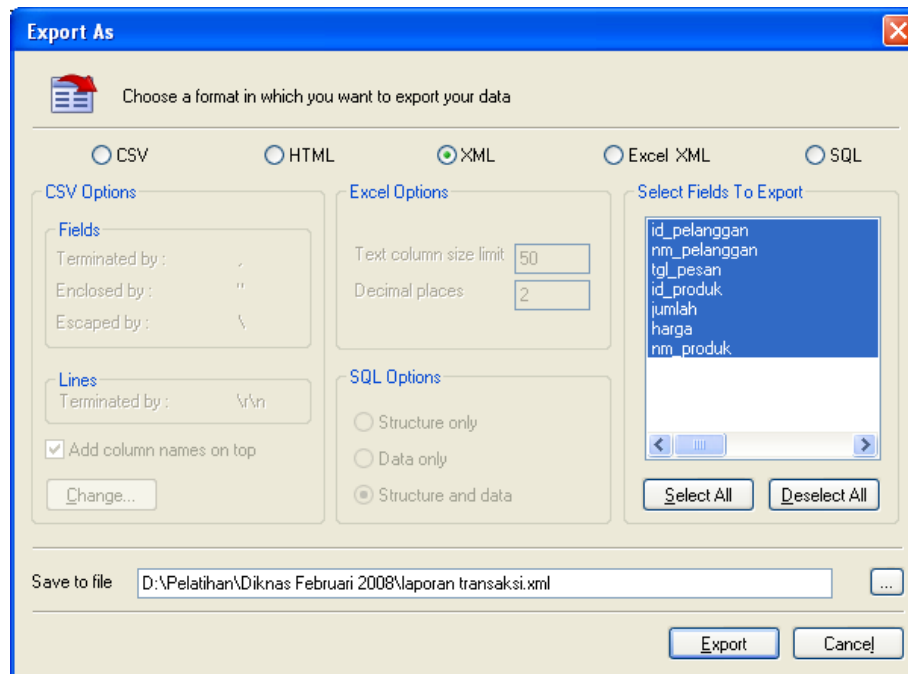 Export As
Choose a format in which you want to export your data
CSV HTML XML Excel XML SQL
CSV Options
Fields
Terminated by : ,
Enclosed by : "
Escaped by : \
Lines
Terminated by : \r\n
Add column names on top
Change...
Excel Options
Text column size limit 50
Decimal places 2
SQL Options
Structure only
Data only
Structure and data
Select Fields To Export
id_pelanggan
nm_pelanggan
tgl_pesan
id_produk
jumlah
harga
nm_produk
Select All Deselect All
Save to file D:\Pelatihan\Diknas Februari 2008\laporan transaksi.xml ...
Export Cancel